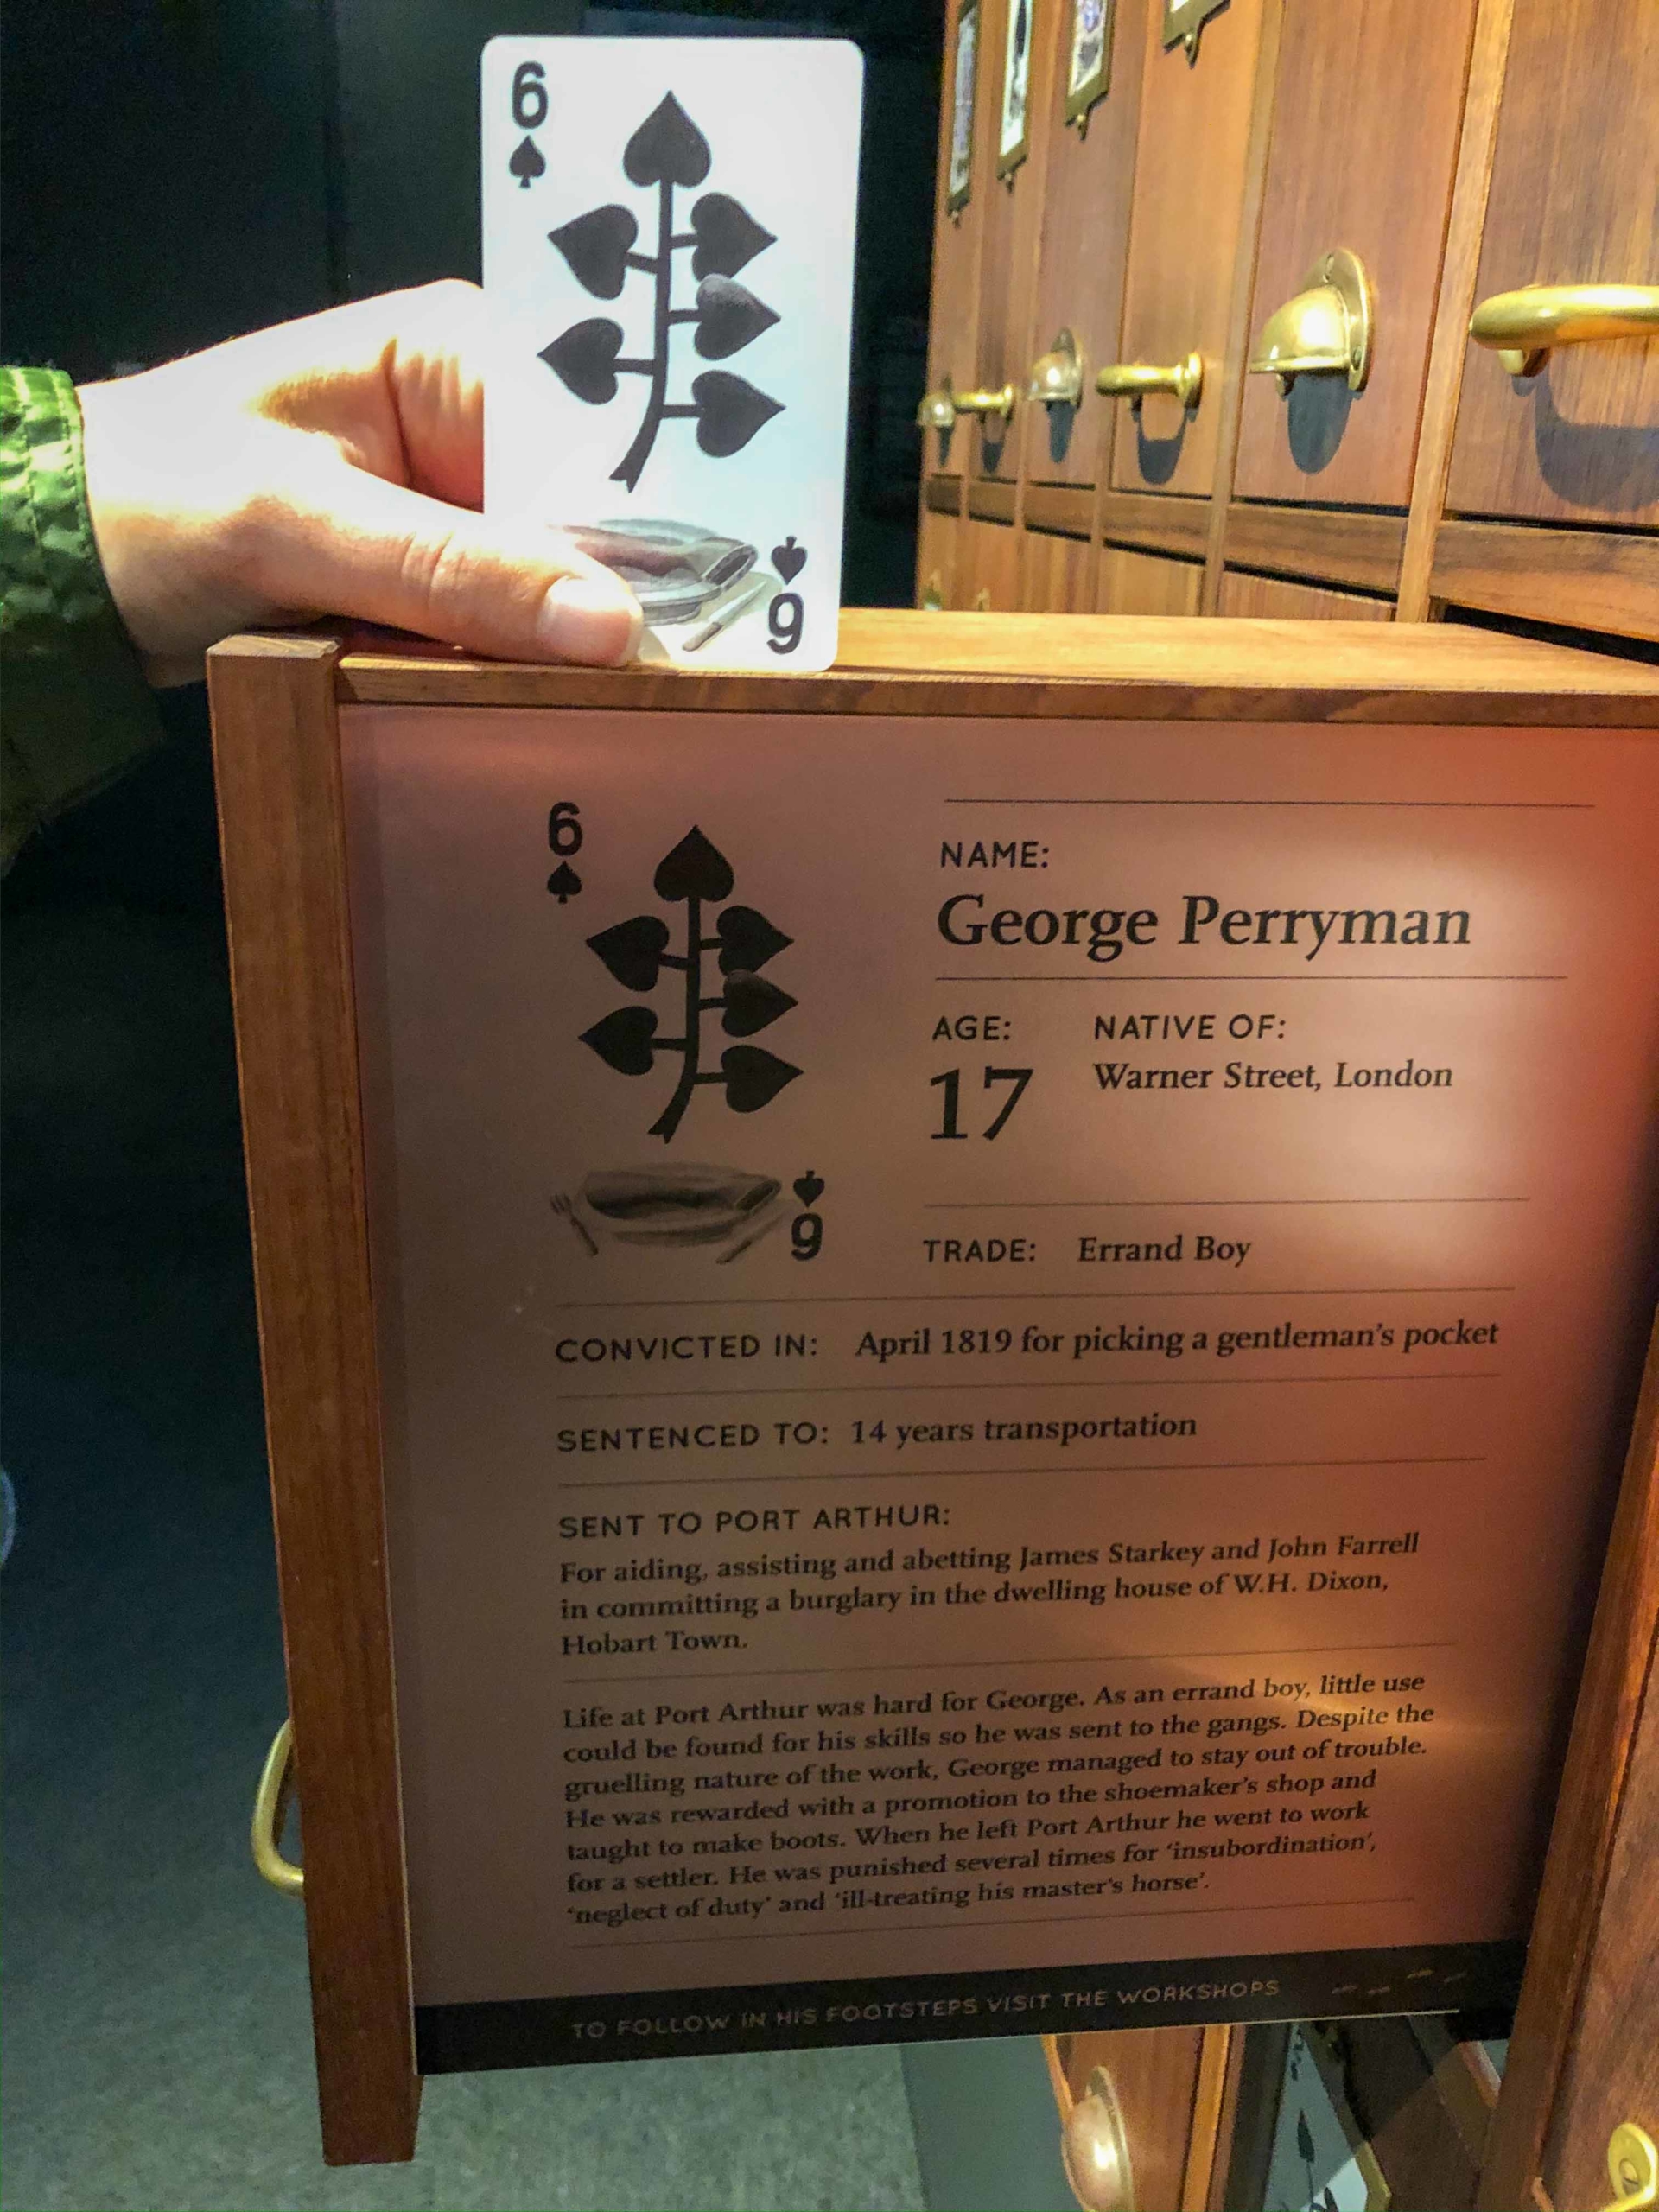 6
6
6
NAME:
George Perryman
AGE:
17
NATIVE OF:
Warner Street, London
6
TRADE: Errand Boy
CONVICTED IN: April 1819 for picking a gentleman's pocket
SENTENCED TO: 14 years transportation
SENT TO PORT ARTHUR:
For aiding, assisting and abetting James Starkey and John Farrell
in committing a burglary in the dwelling house of W.H. Dixon,
Hobart Town.
Life at Port Arthur was hard for George. As an errand boy, little use
could be found for his skills so he was sent to the gangs. Despite the
gruelling nature of the work, George managed to stay out of trouble.
He was rewarded with a promotion to the shoemaker's shop and
taught to make boots. When he left Port Arthur he went to work
for a settler. He was punished several times for 'insubordination',
'neglect of duty' and 'ill-treating his master's horse'.
TO FOLLOW IN HIS FOOTSTEPS VISIT THE WORKSHOPS